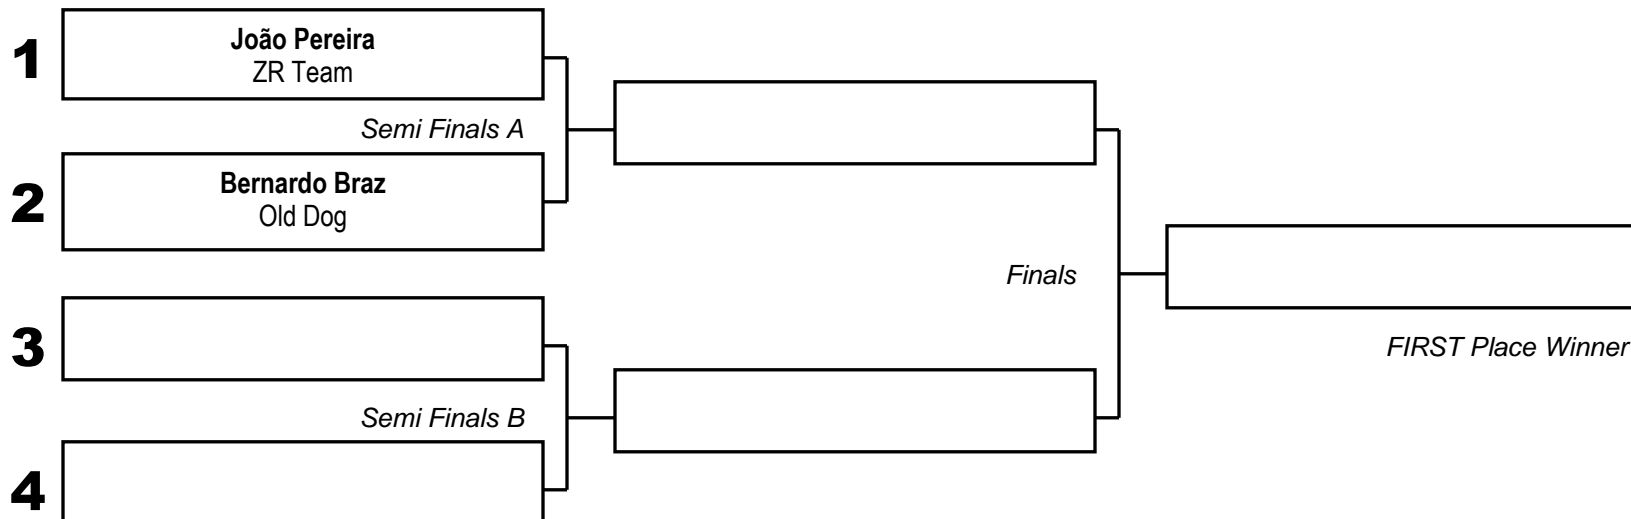 1
João Pereira
ZR Team
Semi Finals A
2
Bernardo Braz
Old Dog
Finals
3
FIRST Place Winner
Semi Finals B
4